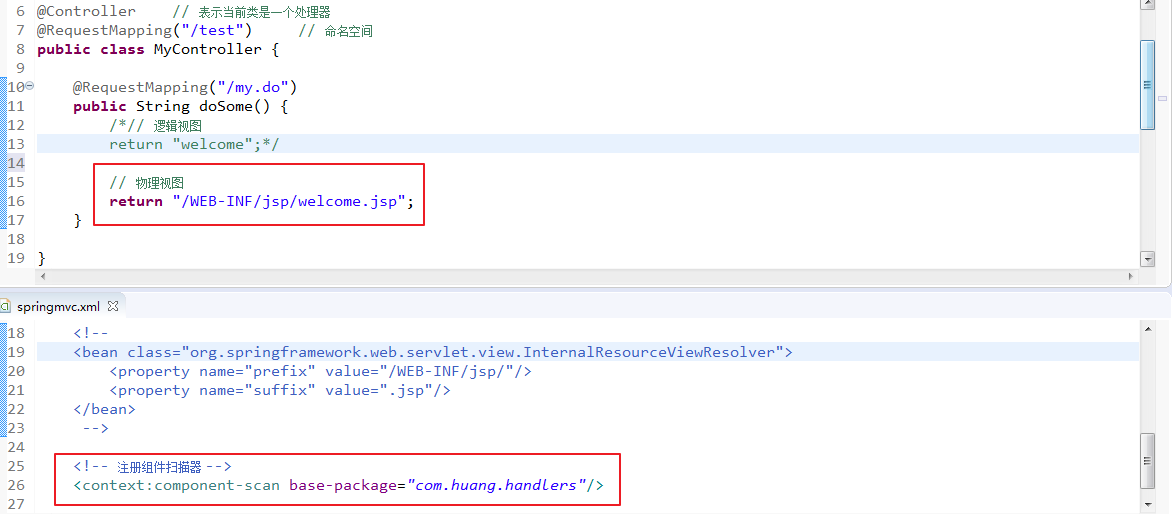 6 @Controller    // 表示当前类是一个处理器
7 @RequestMapping("/test")     // 命名空间
8 public class MyController {
9
10     @RequestMapping("/my.do")
11     public String doSome() {
12         /*// 逻辑视图
13         return "welcome";*/
14
15         // 物理视图
16         return "/WEB-INF/jsp/welcome.jsp";
17     }
18
19 }
springmvc.xml
18     <!--
19     <bean class="org.springframework.web.servlet.view.InternalResourceViewResolver">
20         <property name="prefix" value="/WEB-INF/jsp/"/>
21         <property name="suffix" value=".jsp"/>
22     </bean>
23      -->
24
25     <!-- 注册组件扫描器 -->
26     <context:component-scan base-package="com.huang.handlers"/>
27